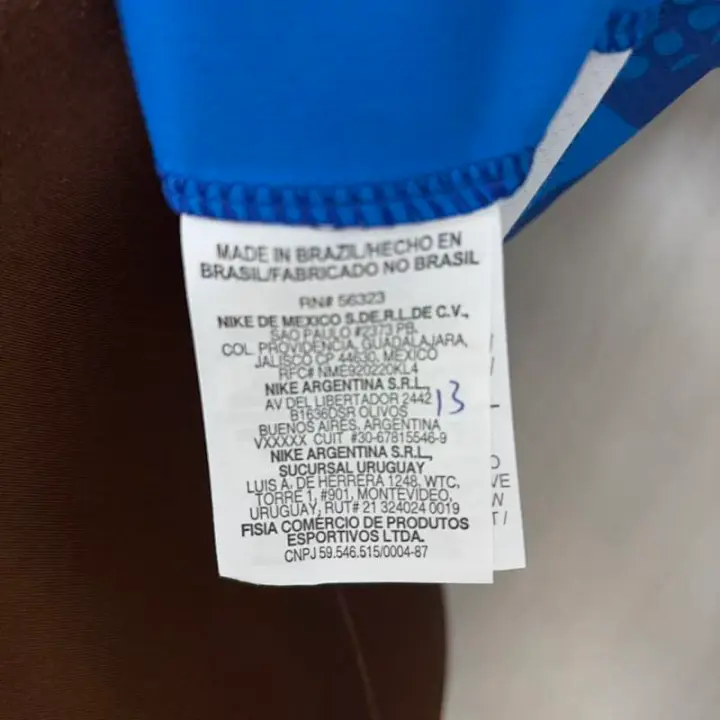 MADE IN BRAZIL/HECHO EN
BRASIL/FABRICADO NO BRASIL
RN# 56323
NIKE DE MEXICO S.DE.R.L.DE C.V.,
SAO PAULO #2373 PB.
COL. PROVIDENCIA, GUADALAJARA,
JALISCO CP 44630, MEXICO
RFC# NME920220KL4
NIKE ARGENTINA S.R.L,
AV DEL LIBERTADOR 2442
13
B1636DSR OLIVOS
BUENOS AIRES, ARGENTINA
VXXXXX CUIT #30-67815546-9
NIKE ARGENTINA S.R.L,
SUCURSAL URUGUAY
LUIS A. DE HERRERA 1248, WTC,
TORRE 1, #901, MONTEVIDEO,
URUGUAY, RUT# 21 324024 0019
FISIA COMÉRCIO DE PRODUTOS
ESPORTIVOS LTDA.
CNPJ 59.546.515/0004-87